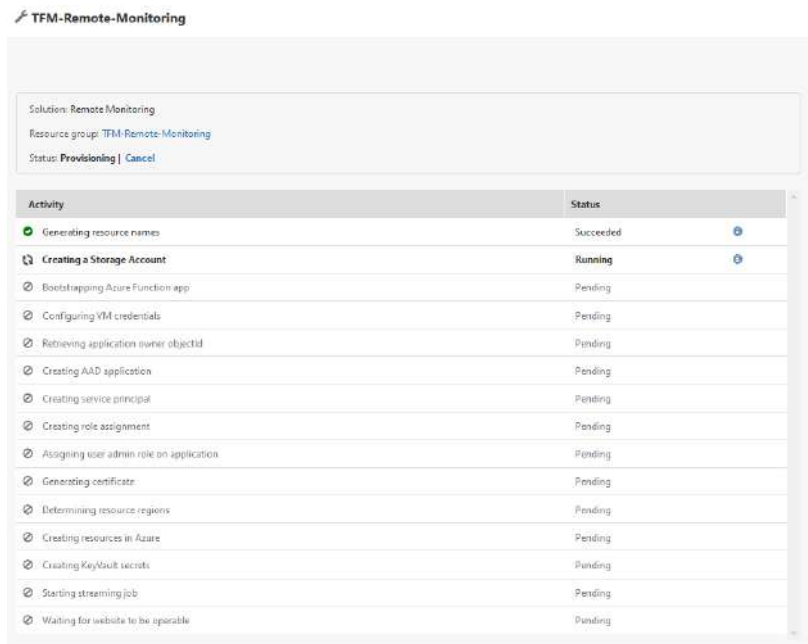 TFM-Remote-Monitoring
Solution: Remote Monitoring
Resource group: TFM-Remote-Monitoring
Status: Provisioning | Cancel
Activity Status
Generating resource names Succeeded
Creating a Storage Account Running
Bootstrapping Azure Function app Pending
Configuring VM credentials Pending
Retrieving application owner objectId Pending
Creating AAD application Pending
Creating service principal Pending
Creating role assignment Pending
Assigning user admin role on application Pending
Generating certificate Pending
Determining resource regions Pending
Creating resources in Azure Pending
Creating KeyVault secrets Pending
Starting streaming job Pending
Waiting for website to be operable Pending